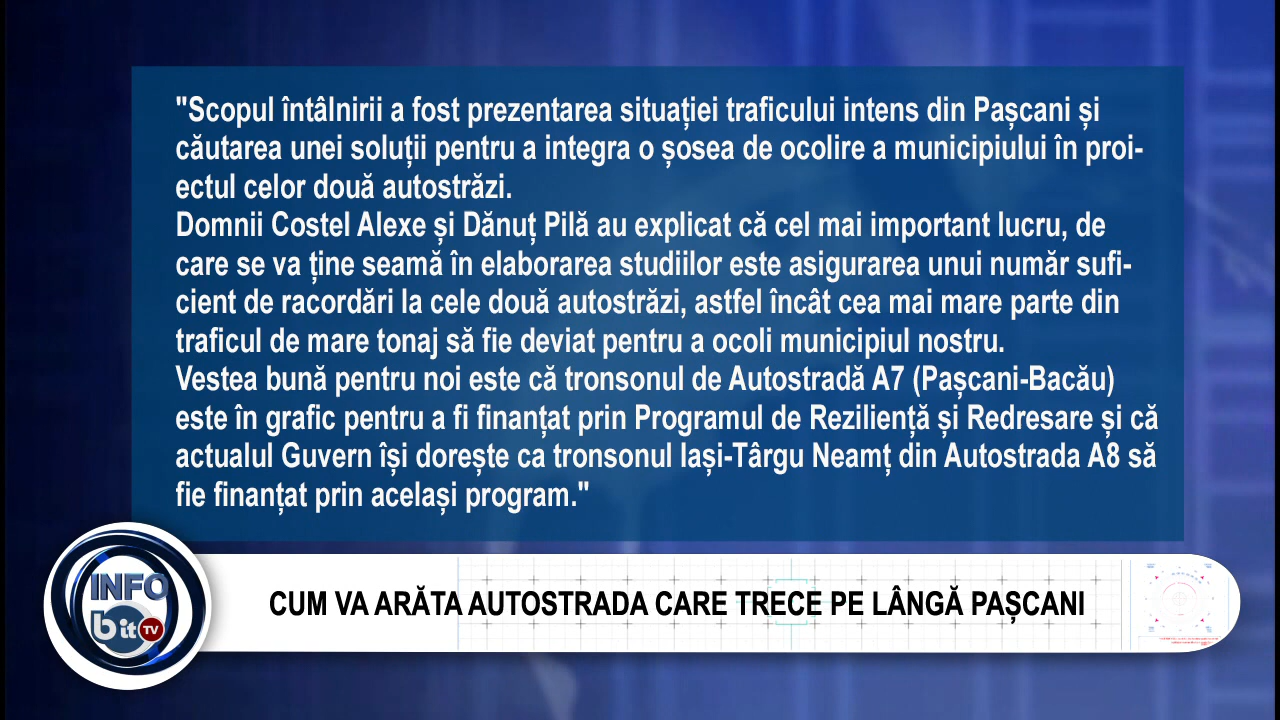 "Scopul întâlnirii a fost prezentarea situației traficului intens din Pașcani și
căutarea unei soluții pentru a integra o șosea de ocolire a municipiului în proi-
ectul celor două autostrăzi.
Domnii Costel Alexe și Dănuț Pilă au explicat că cel mai important lucru, de
care se va ține seamă în elaborarea studiilor este asigurarea unui număr sufi-
cient de racordări la cele două autostrăzi, astfel încât cea mai mare parte din
traficul de mare tonaj să fie deviat pentru a ocoli municipiul nostru.
Vestea bună pentru noi este că tronsonul de Autostradă A7 (Pașcani-Bacău)
este în grafic pentru a fi finanțat prin Programul de Reziliență și Redresare și că
actualul Guvern își dorește ca tronsonul Iași-Târgu Neamț din Autostrada A8 să
fie finanțat prin același program."
INFO
bit TV
CUM VA ARĂTA AUTOSTRADA CARE TRECE PE LÂNGĂ PAȘCANI